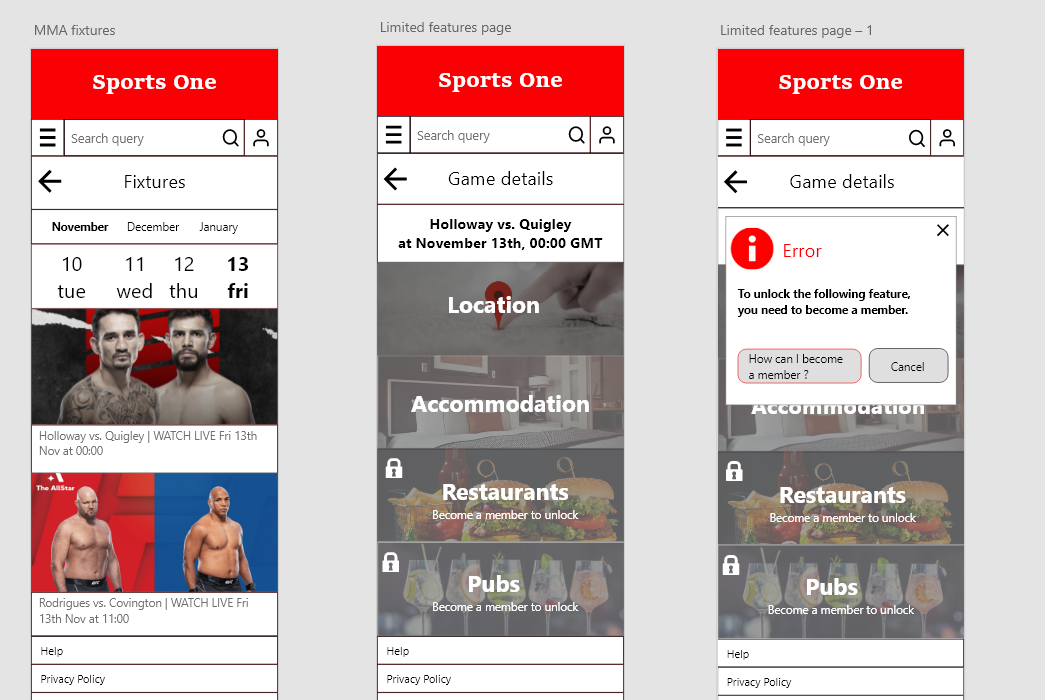 MMA fixtures
Sports One
Search query
Fixtures
November December January
10 11 12 13
tue wed thu fri
Holloway vs. Quigley | WATCH LIVE Fri 13th
Nov at 00:00
The AllStar
Rodrigues vs. Covington | WATCH LIVE Fri
13th Nov at 11:00
Help
Privacy Policy
Limited features page
Sports One
Search query
Game details
Holloway vs. Quigley
at November 13th, 00:00 GMT
Location
Accommodation
Restaurants
Become a member to unlock
Pubs
Become a member to unlock
Help
Privacy Policy
Limited features page – 1
Sports One
Search query
Game details
Error
To unlock the following feature,
you need to become a member.
How can I become
a member ?
Cancel
Accommodation
Restaurants
Become a member to unlock
Pubs
Become a member to unlock
Help
Privacy Policy